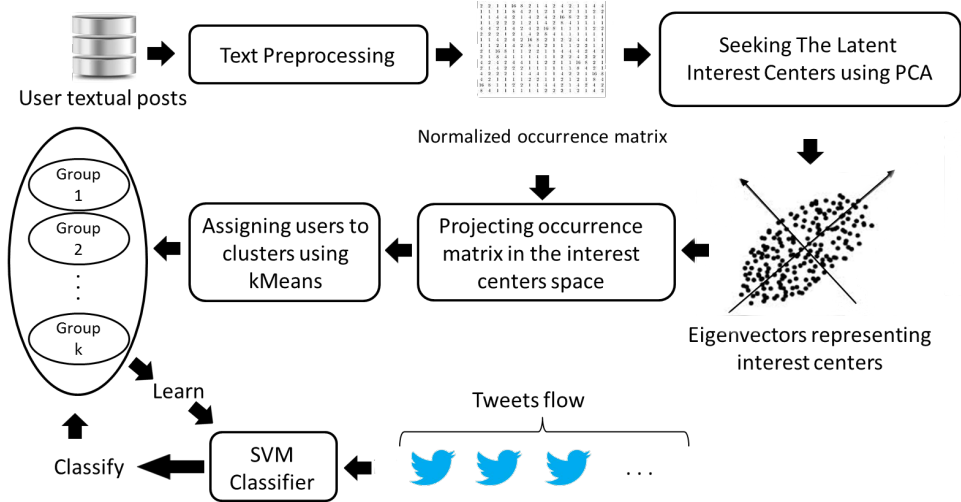 Text Preprocessing
Seeking The Latent
Interest Centers using PCA
User textual posts
Normalized occurrence matrix
Group
1
Group
2
Group
k
Assigning users to
clusters using
kMeans
Projecting occurrence
matrix in the interest
centers space
Eigenvectors representing
interest centers
Learn
Tweets flow
Classify
SVM
Classifier
. . .